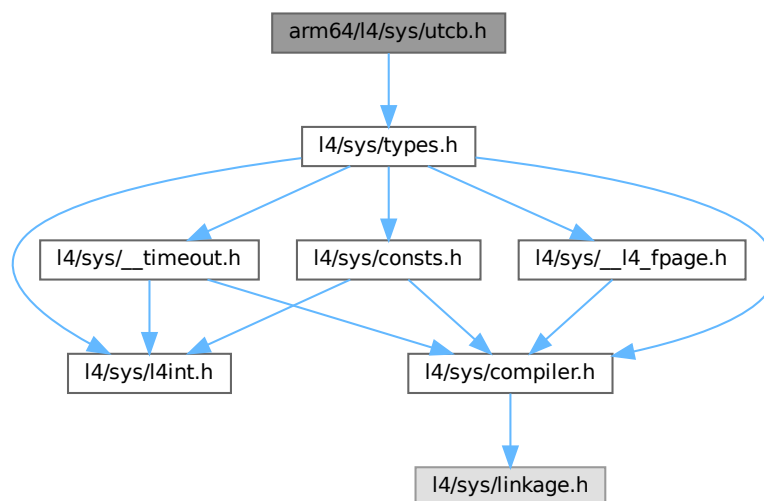 arm64/l4/sys/utcb.h
l4/sys/types.h
l4/sys/__timeout.h
l4/sys/consts.h
l4/sys/__l4_fpage.h
l4/sys/l4int.h
l4/sys/compiler.h
l4/sys/linkage.h